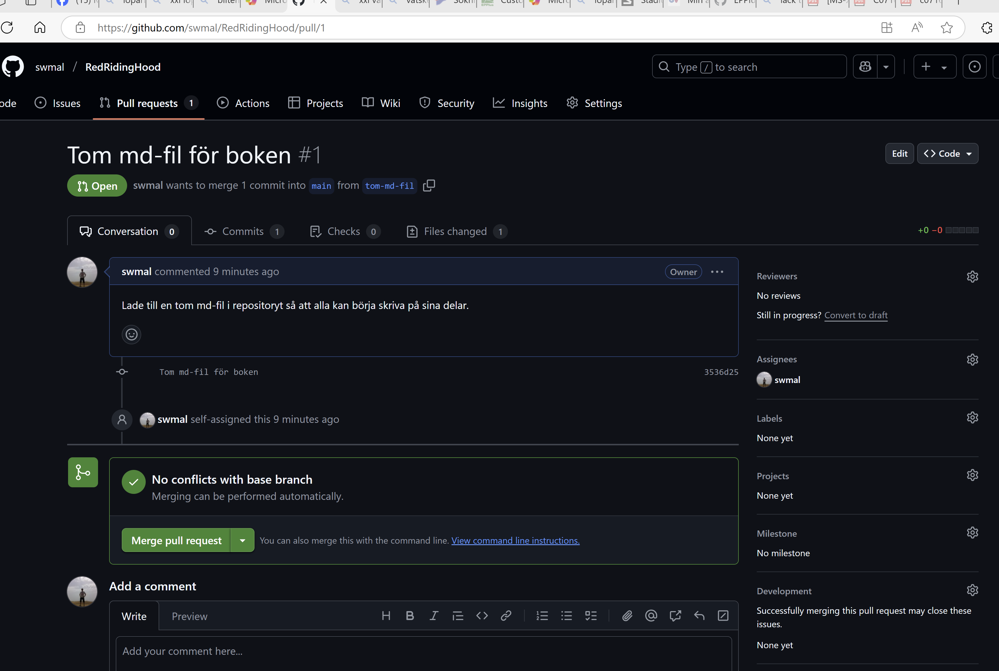 https://github.com/swmal/RedRidingHood/pull/1
swmal / RedRidingHood
Type / to search
Issues
Pull requests 1
Actions
Projects
Wiki
Security
Insights
Settings
Tom md-fil för boken #1
Edit
Code
Open
swmal wants to merge 1 commit into main from tom-md-fil
Conversation 0
Commits 1
Checks 0
Files changed 1
+0 −0
swmal commented 9 minutes ago
Owner
Lade till en tom md-fil i repositoryt så att alla kan börja skriva på sina delar.
Tom md-fil för boken
3536d25
swmal self-assigned this 9 minutes ago
No conflicts with base branch
Merging can be performed automatically.
Merge pull request
You can also merge this with the command line. View command line instructions.
Add a comment
Write
Preview
Add your comment here...
Reviewers
No reviews
Still in progress? Convert to draft
Assignees
swmal
Labels
None yet
Projects
None yet
Milestone
No milestone
Development
Successfully merging this pull request may close these
issues.
None yet